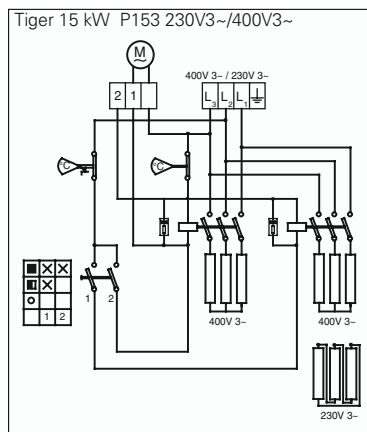 Tiger 15 kW P153 230V3~/400V3~
M
~
400V 3~ / 230V 3~
2 1
L3 L2 L1
°C
°C
1 2
400V 3~
400V 3~
1 2
230V 3~